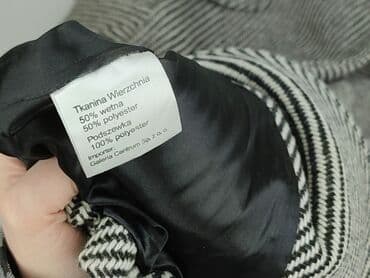 Tkanina Wierzchnia
50% wełna
50% polyester
Podszewka
100% polyester
Importer:
Galeria Centrum Sp. z o. o.